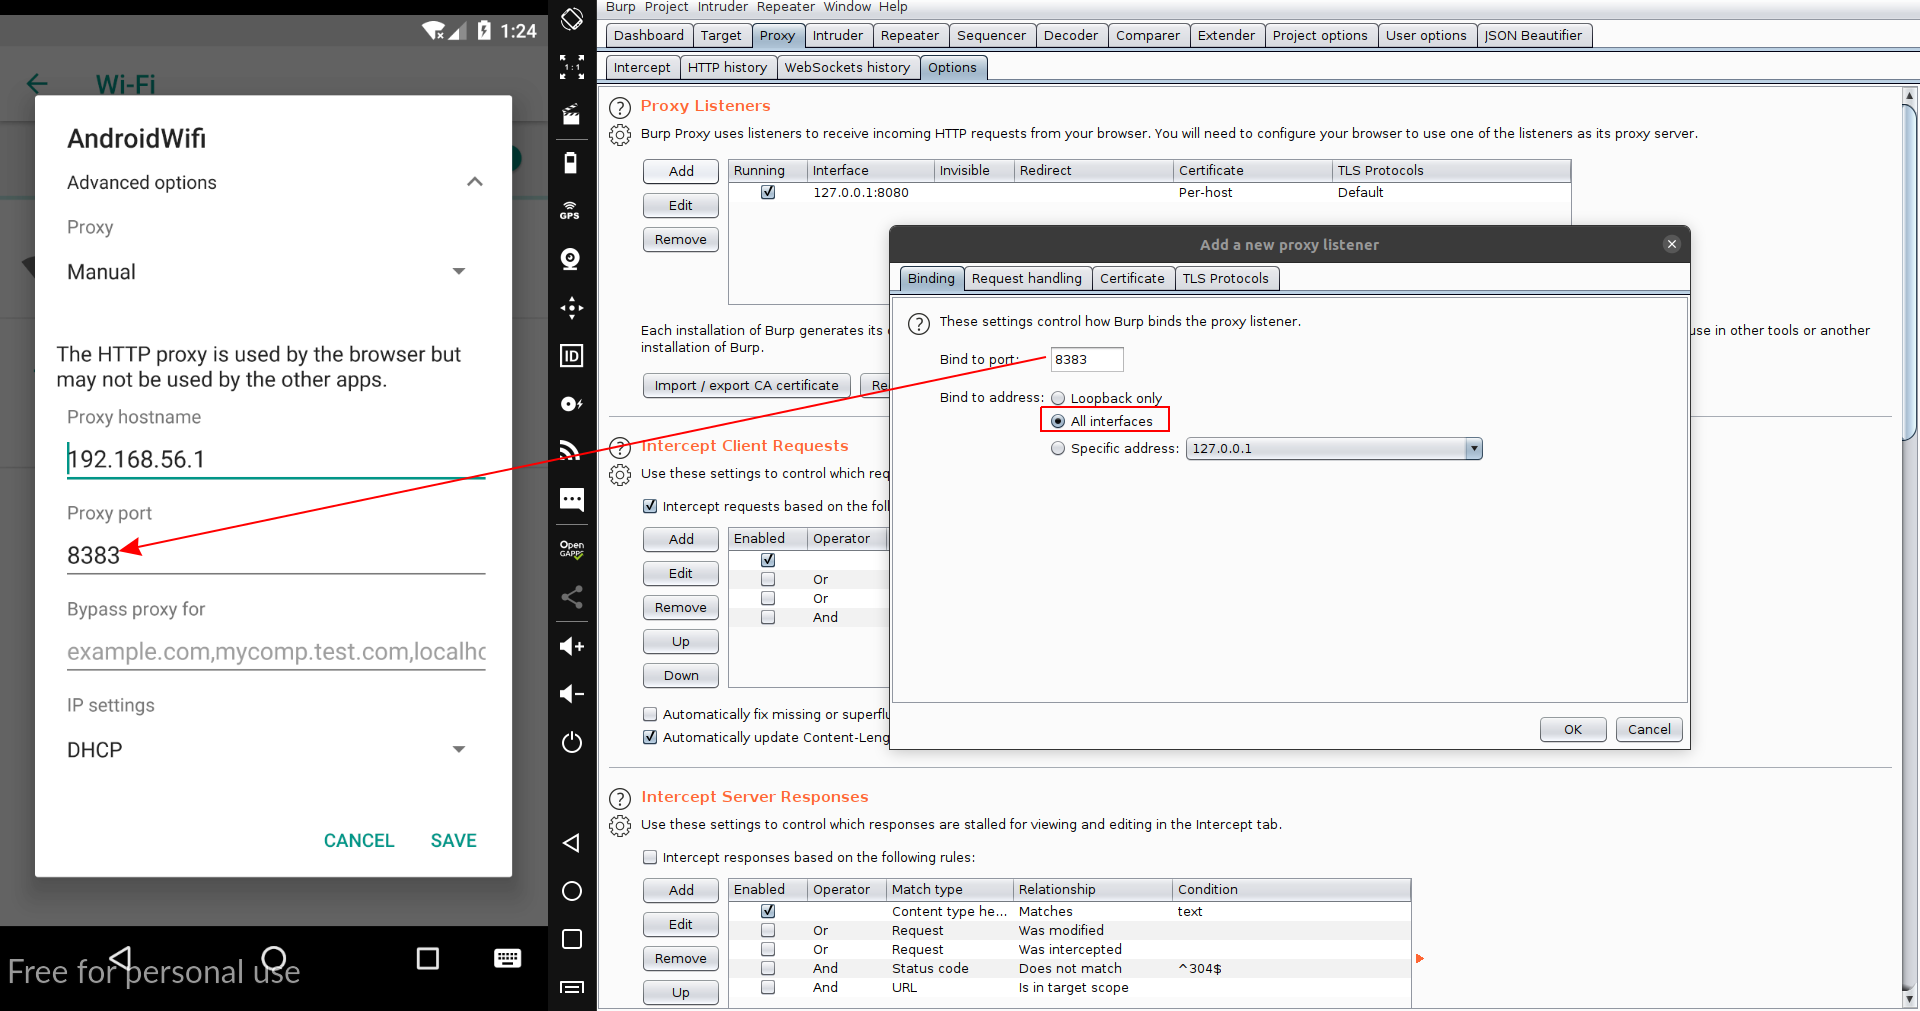 1:24
Wi-Fi
AndroidWifi
Advanced options
Proxy
Manual
The HTTP proxy is used by the browser but
may not be used by the other apps.
Proxy hostname
192.168.56.1
Proxy port
8383
Bypass proxy for
example.com,mycomp.test.com,localho
IP settings
DHCP
CANCEL SAVE
Free for personal use
1:1
GPS
ID
Open
GAPPS
Burp Project Intruder Repeater Window Help
Dashboard Target Proxy Intruder Repeater Sequencer Decoder Comparer Extender Project options User options JSON Beautifier
Intercept HTTP history WebSockets history Options
Proxy Listeners
Burp Proxy uses listeners to receive incoming HTTP requests from your browser. You will need to configure your browser to use one of the listeners as its proxy server.
Add Running Interface Invisible Redirect Certificate TLS Protocols
127.0.0.1:8080 Per-host Default
Edit
Remove
Each installation of Burp generates its use in other tools or another
installation of Burp.
Import / export CA certificate Re
Intercept Client Requests
Use these settings to control which req
Intercept requests based on the foll
Add Enabled Operator
Edit Or
Remove Or
And
Up
Down
Automatically fix missing or superflu
Automatically update Content-Leng
Add a new proxy listener
Binding Request handling Certificate TLS Protocols
These settings control how Burp binds the proxy listener.
Bind to port: 8383
Bind to address: Loopback only
All interfaces
Specific address: 127.0.0.1
OK Cancel
Intercept Server Responses
Use these settings to control which responses are stalled for viewing and editing in the Intercept tab.
Intercept responses based on the following rules:
Add Enabled Operator Match type Relationship Condition
Content type he... Matches text
Edit Or Request Was modified
Or Request Was intercepted
Remove And Status code Does not match ^304$
Up And URL Is in target scope